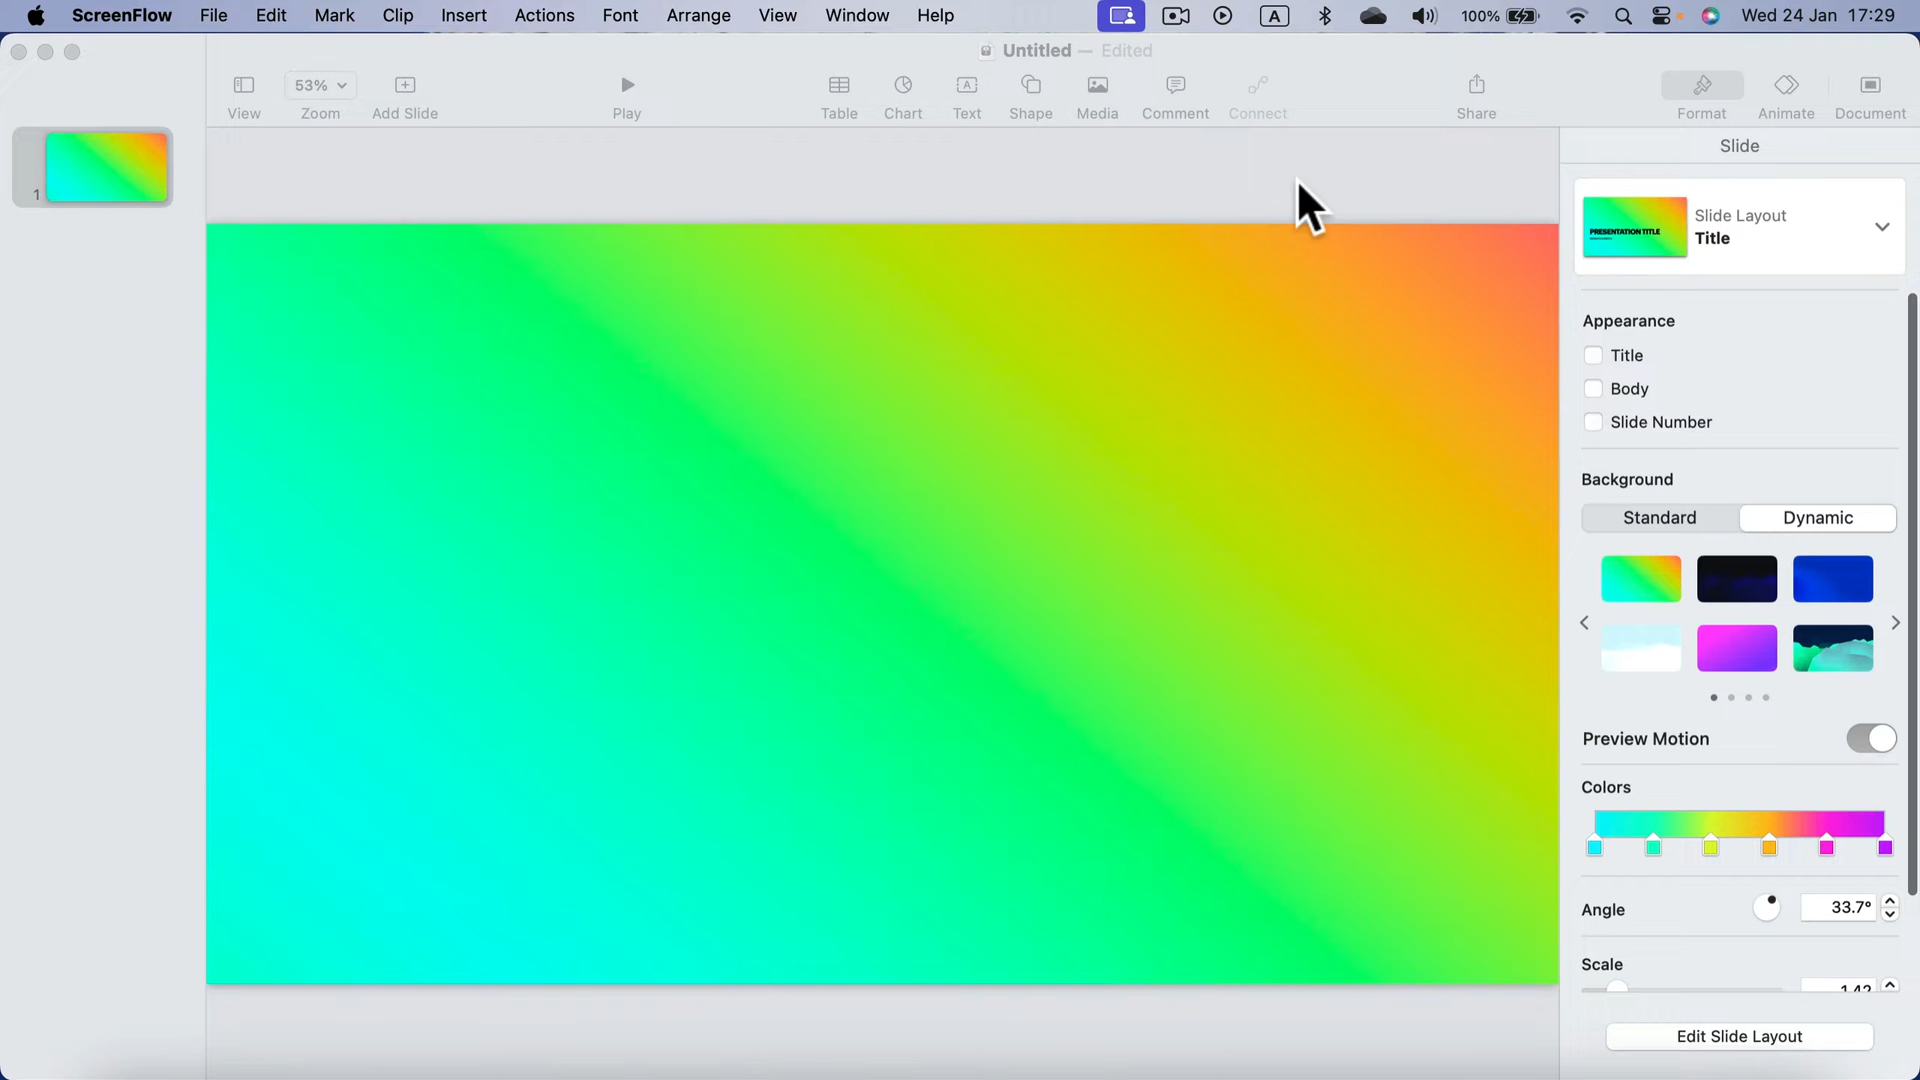 ScreenFlow File Edit Mark Clip Insert Actions Font Arrange View Window Help A 100% Wed 24 Jan 17:29
Untitled — Edited
53%
View Zoom Add Slide Play Table Chart Text Shape Media Comment Connect Share Format Animate Document
Slide
1
Slide Layout
Title
PRESENTATION TITLE
Appearance
Title
Body
Slide Number
Background
Standard Dynamic
Preview Motion
Colors
Angle 33.7°
Scale 1.42
Edit Slide Layout